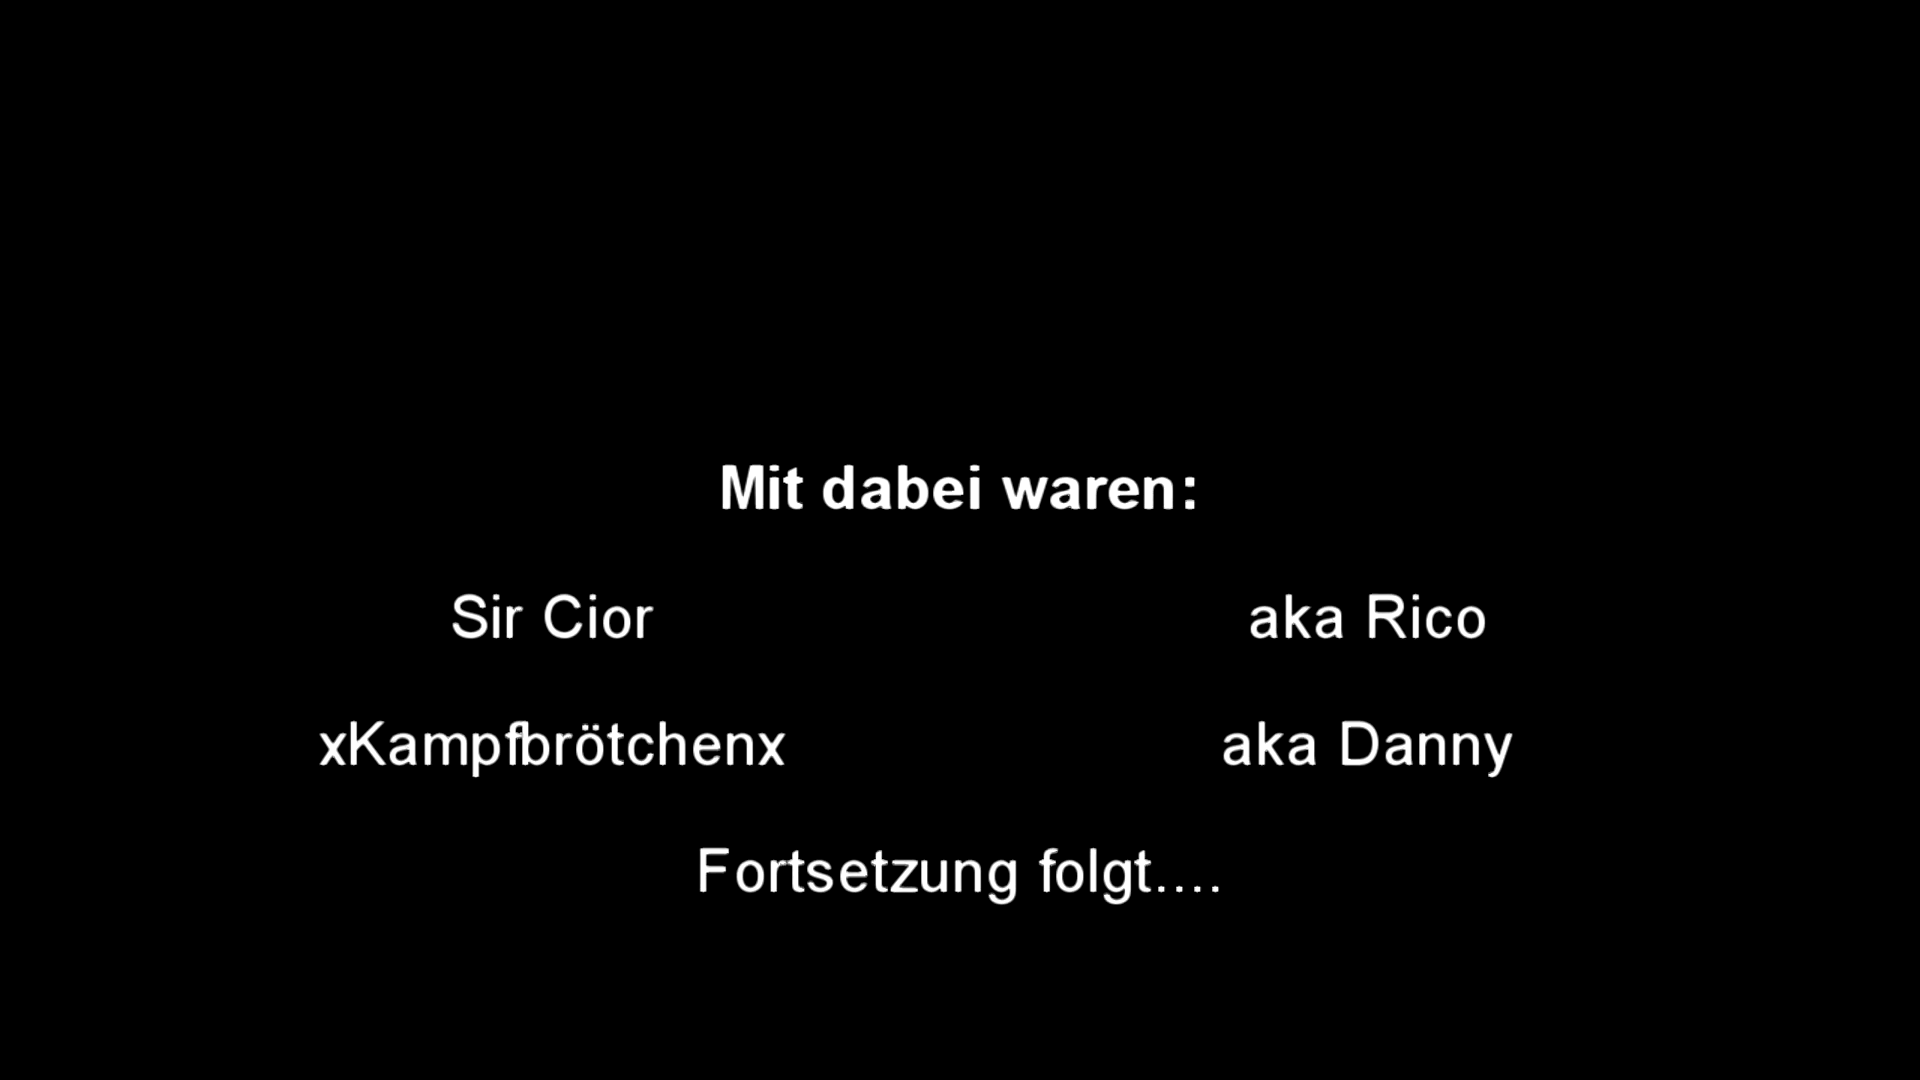 Mit dabei waren:
Sir Cior aka Rico
xKampfbrötchenx aka Danny
Fortsetzung folgt....